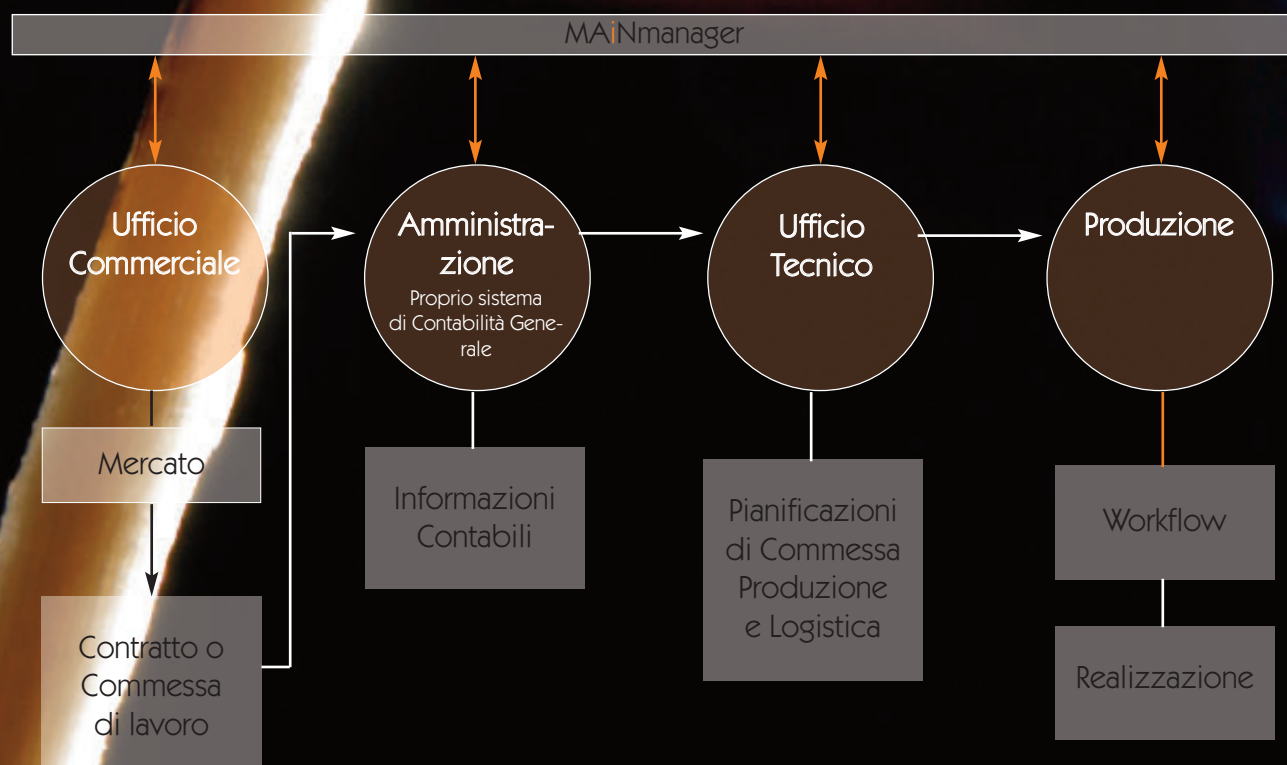 MAiNmanager
Ufficio
Commerciale
Mercato
Contratto o
Commessa
di lavoro
Amministra-
zione
Proprio sistema
di Contabilità Gene-
rale
Informazioni
Contabili
Ufficio
Tecnico
Pianificazioni
di Commessa
Produzione
e Logistica
Produzione
Workflow
Realizzazione